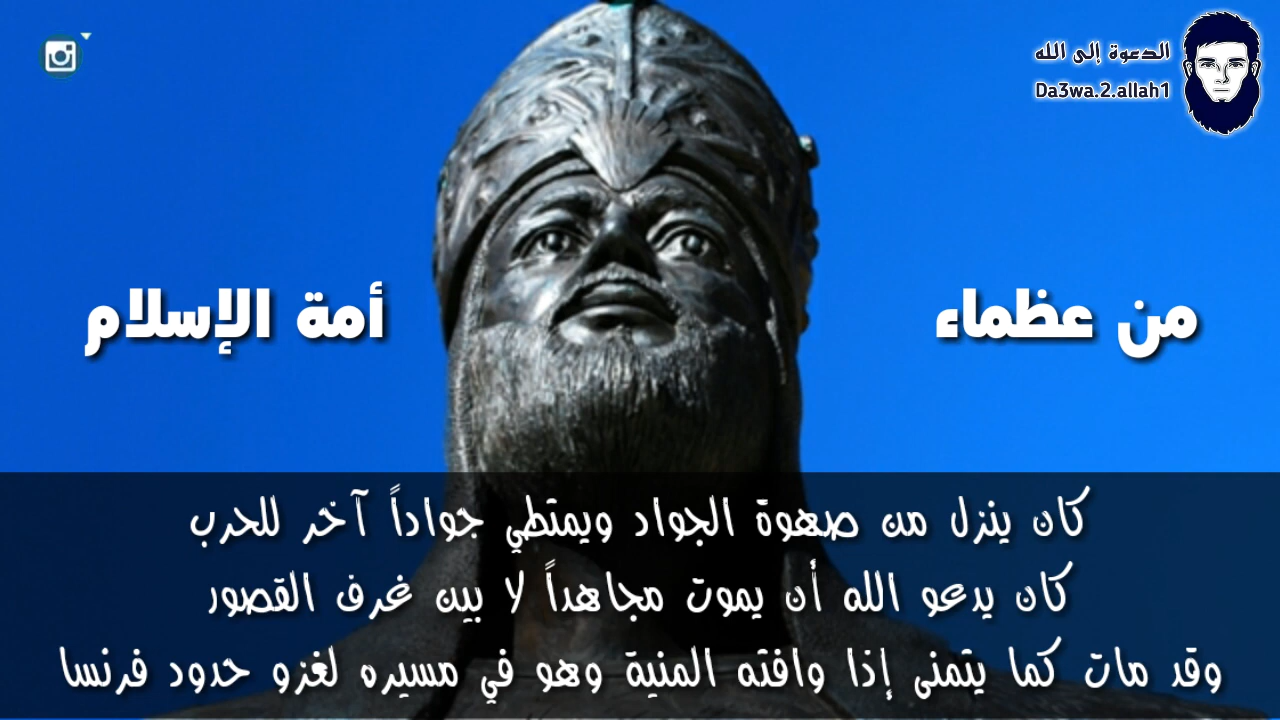 الدعوة إلى الله
Da3wa.2.allah1
من عظماء أمة الإسلام
كان ينزل من صهوة الجواد ويمتطي جواداً آخر للحرب
كان يدعو الله أن يموت مجاهداً لا بين غرف القصور
وقد مات كما يتمنى إذا وافته المنية وهو في مسيره لغزو حدود فرنسا